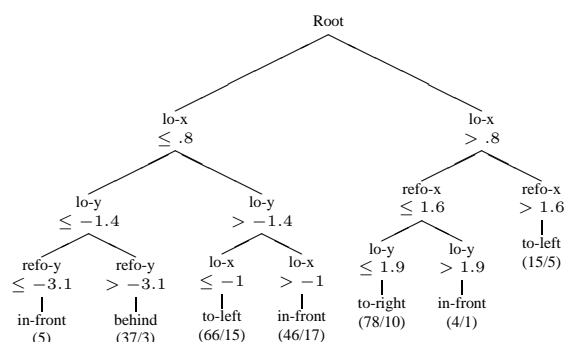 Root
lo-x lo-x
≤ .8 > .8
lo-y lo-y refo-x refo-x
≤ −1.4 > −1.4 ≤ 1.6 > 1.6
refo-y refo-y lo-x lo-x lo-y lo-y to-left
≤ −3.1 > −3.1 ≤ −1 > −1 ≤ 1.9 > 1.9 (15/5)
in-front behind to-left in-front to-right in-front
(5) (37/3) (66/15) (46/17) (78/10) (4/1)